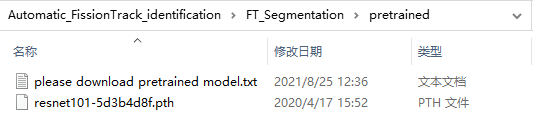 Automatic_FissionTrack_identification > FT_Segmentation > pretrained
名称 修改日期 类型
please download pretrained model.txt 2021/8/25 12:36 文本文档
resnet101-5d3b4d8f.pth 2020/4/17 15:52 PTH 文件